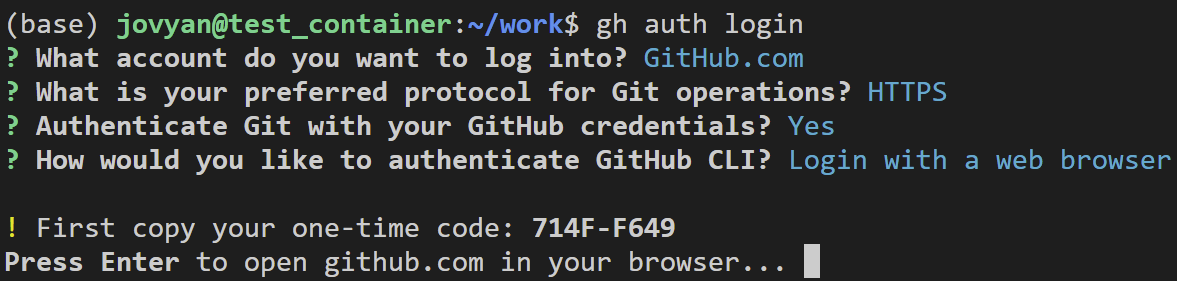 (base) jovyan@test_container:~/work$ gh auth login
? What account do you want to log into? GitHub.com
? What is your preferred protocol for Git operations? HTTPS
? Authenticate Git with your GitHub credentials? Yes
? How would you like to authenticate GitHub CLI? Login with a web browser
! First copy your one-time code: 714F-F649
Press Enter to open github.com in your browser...